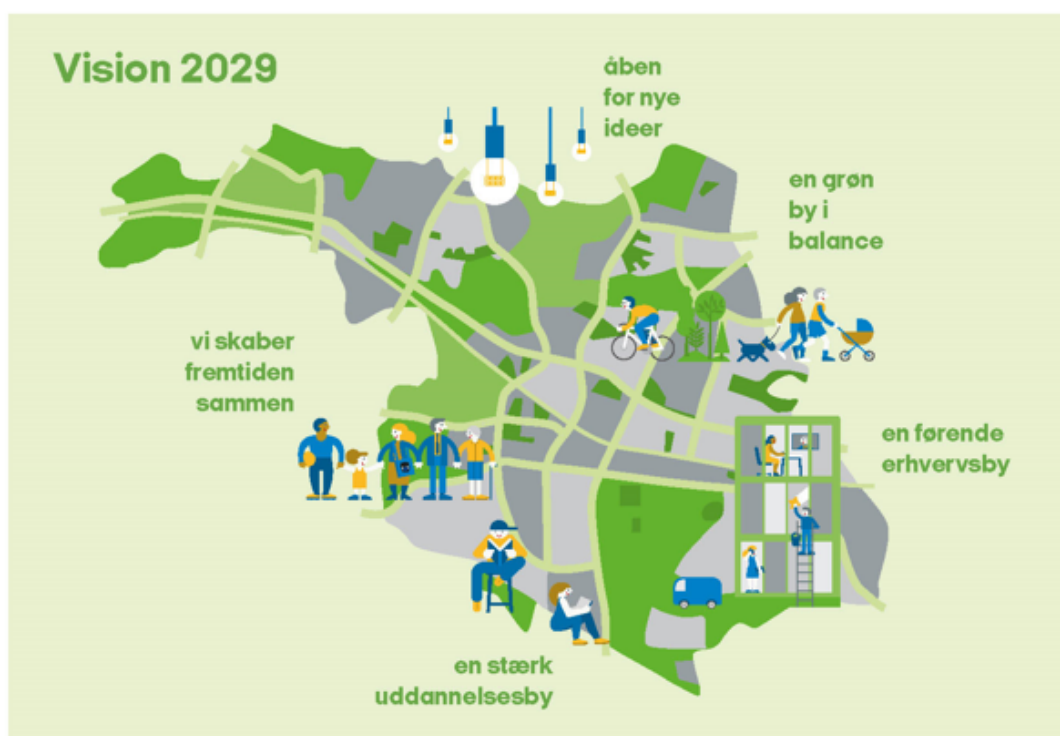 Vision 2029
åben
for nye
ideer
en grøn
by i
balance
vi skaber
fremtiden
sammen
en førende
erhvervsby
en stærk
uddannelsesby